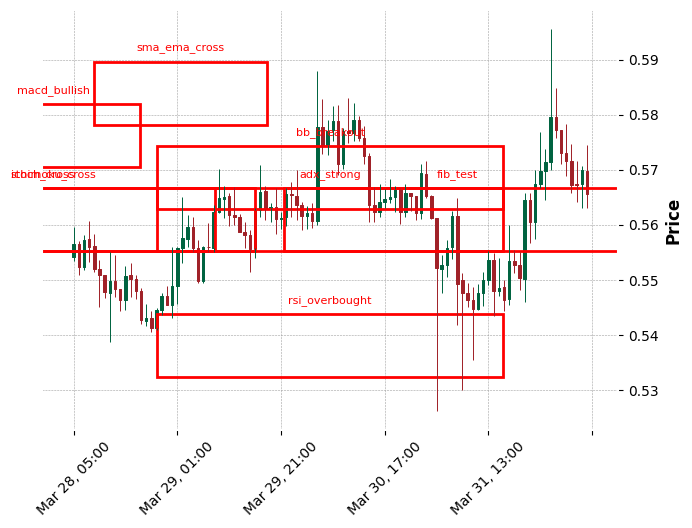 sma_ema_cross
macd_bullish
bb_breakout
adx_strong
fib_test
rsi_overbought
0.59
0.58
0.57
0.56
0.55
0.54
0.53
Price
Mar 28, 05:00
Mar 29, 01:00
Mar 29, 21:00
Mar 30, 17:00
Mar 31, 13:00